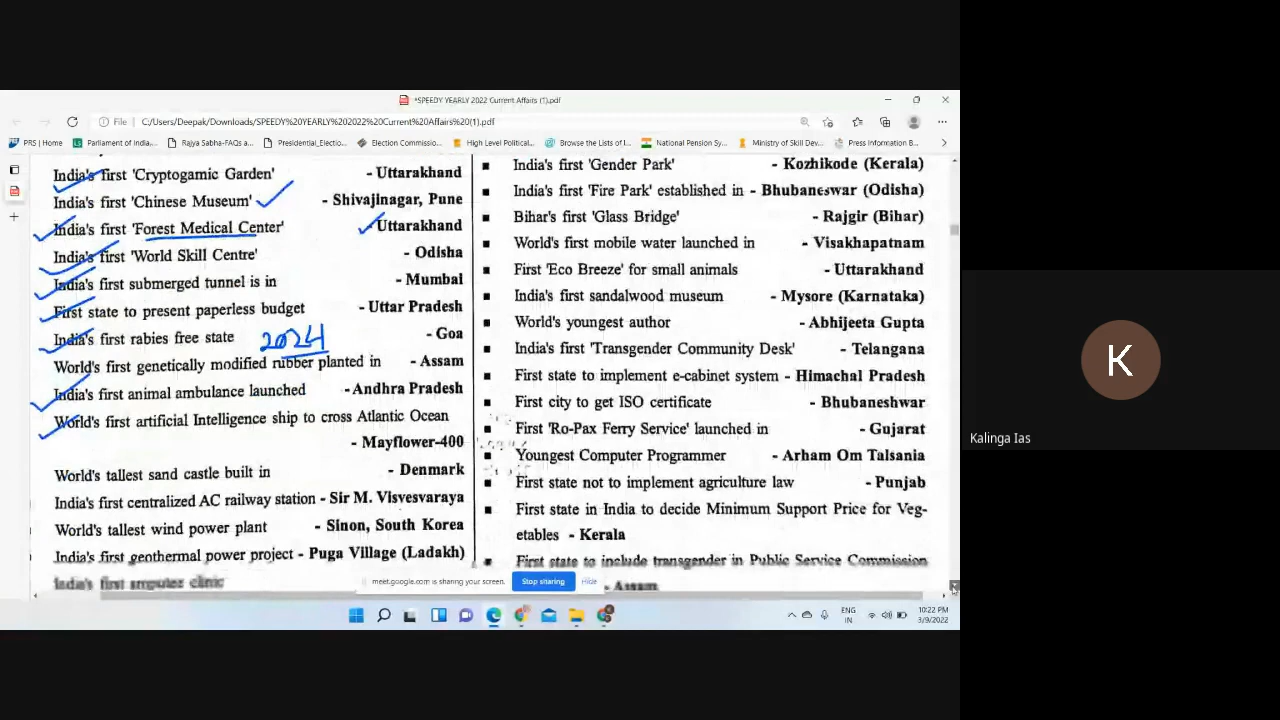 *SPEEDY YEARLY 2022 Current Affairs (1).pdf
File | C:/Users/Deepak/Downloads/SPEEDY%20YEARLY%202022%20Current%20Affairs%20(1).pdf
PRS | Home
Parliament of India,...
Rajya Sabha-FAQs a...
Presidential_Electio...
Election Commissio...
High Level Political...
Browse the Lists of...
National Pension Sy...
Ministry of Skill Dev...
Press Information B...
India's first 'Cryptogamic Garden' - Uttarakhand
India's first 'Chinese Museum' - Shivajinagar, Pune
India's first 'Forest Medical Center' - Uttarakhand
India's first 'World Skill Centre' - Odisha
India's first submerged tunnel is in - Mumbai
First state to present paperless budget - Uttar Pradesh
India's first rabies free state 2024 - Goa
World's first genetically modified rubber planted in - Assam
India's first animal ambulance launched - Andhra Pradesh
World's first artificial Intelligence ship to cross Atlantic Ocean
- Mayflower-400
World's tallest sand castle built in - Denmark
India's first centralized AC railway station - Sir M. Visvesvaraya
World's tallest wind power plant - Sinon, South Korea
India's first geothermal power project - Puga Village (Ladakh)
India's first amputee clinic
India's first 'Gender Park' - Kozhikode (Kerala)
India's first 'Fire Park' established in - Bhubaneswar (Odisha)
Bihar's first 'Glass Bridge' - Rajgir (Bihar)
World's first mobile water launched in - Visakhapatnam
First 'Eco Breeze' for small animals - Uttarakhand
India's first sandalwood museum - Mysore (Karnataka)
World's youngest author - Abhijeeta Gupta
India's first 'Transgender Community Desk' - Telangana
First state to implement e-cabinet system - Himachal Pradesh
First city to get ISO certificate - Bhubaneshwar
First 'Ro-Pax Ferry Service' launched in - Gujarat
Youngest Computer Programmer - Arham Om Talsania
First state not to implement agriculture law - Punjab
First state in India to decide Minimum Support Price for Veg-
etables - Kerala
First state to include transgender in Public Service Commission
- Assam
meet.google.com is sharing your screen. Stop sharing Hide
ENG
IN
10:22 PM
3/9/2022
K
Kalinga Ias